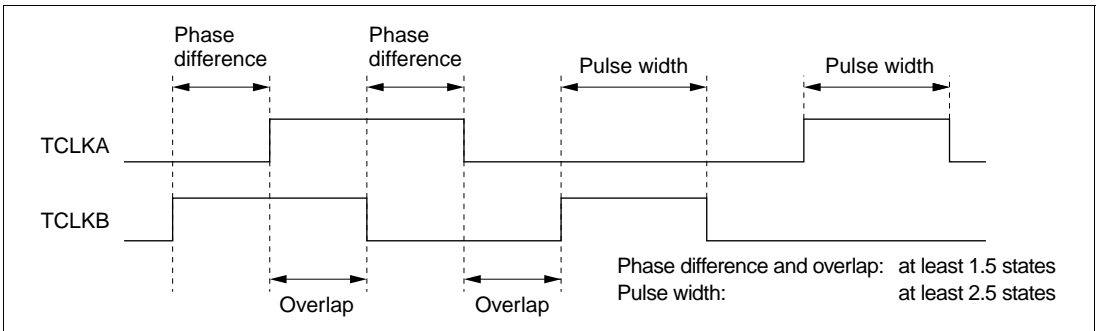 Phase
difference
Phase
difference
Pulse width
Pulse width
TCLKA
TCLKB
Overlap
Overlap
Phase difference and overlap: at least 1.5 states
Pulse width: at least 2.5 states